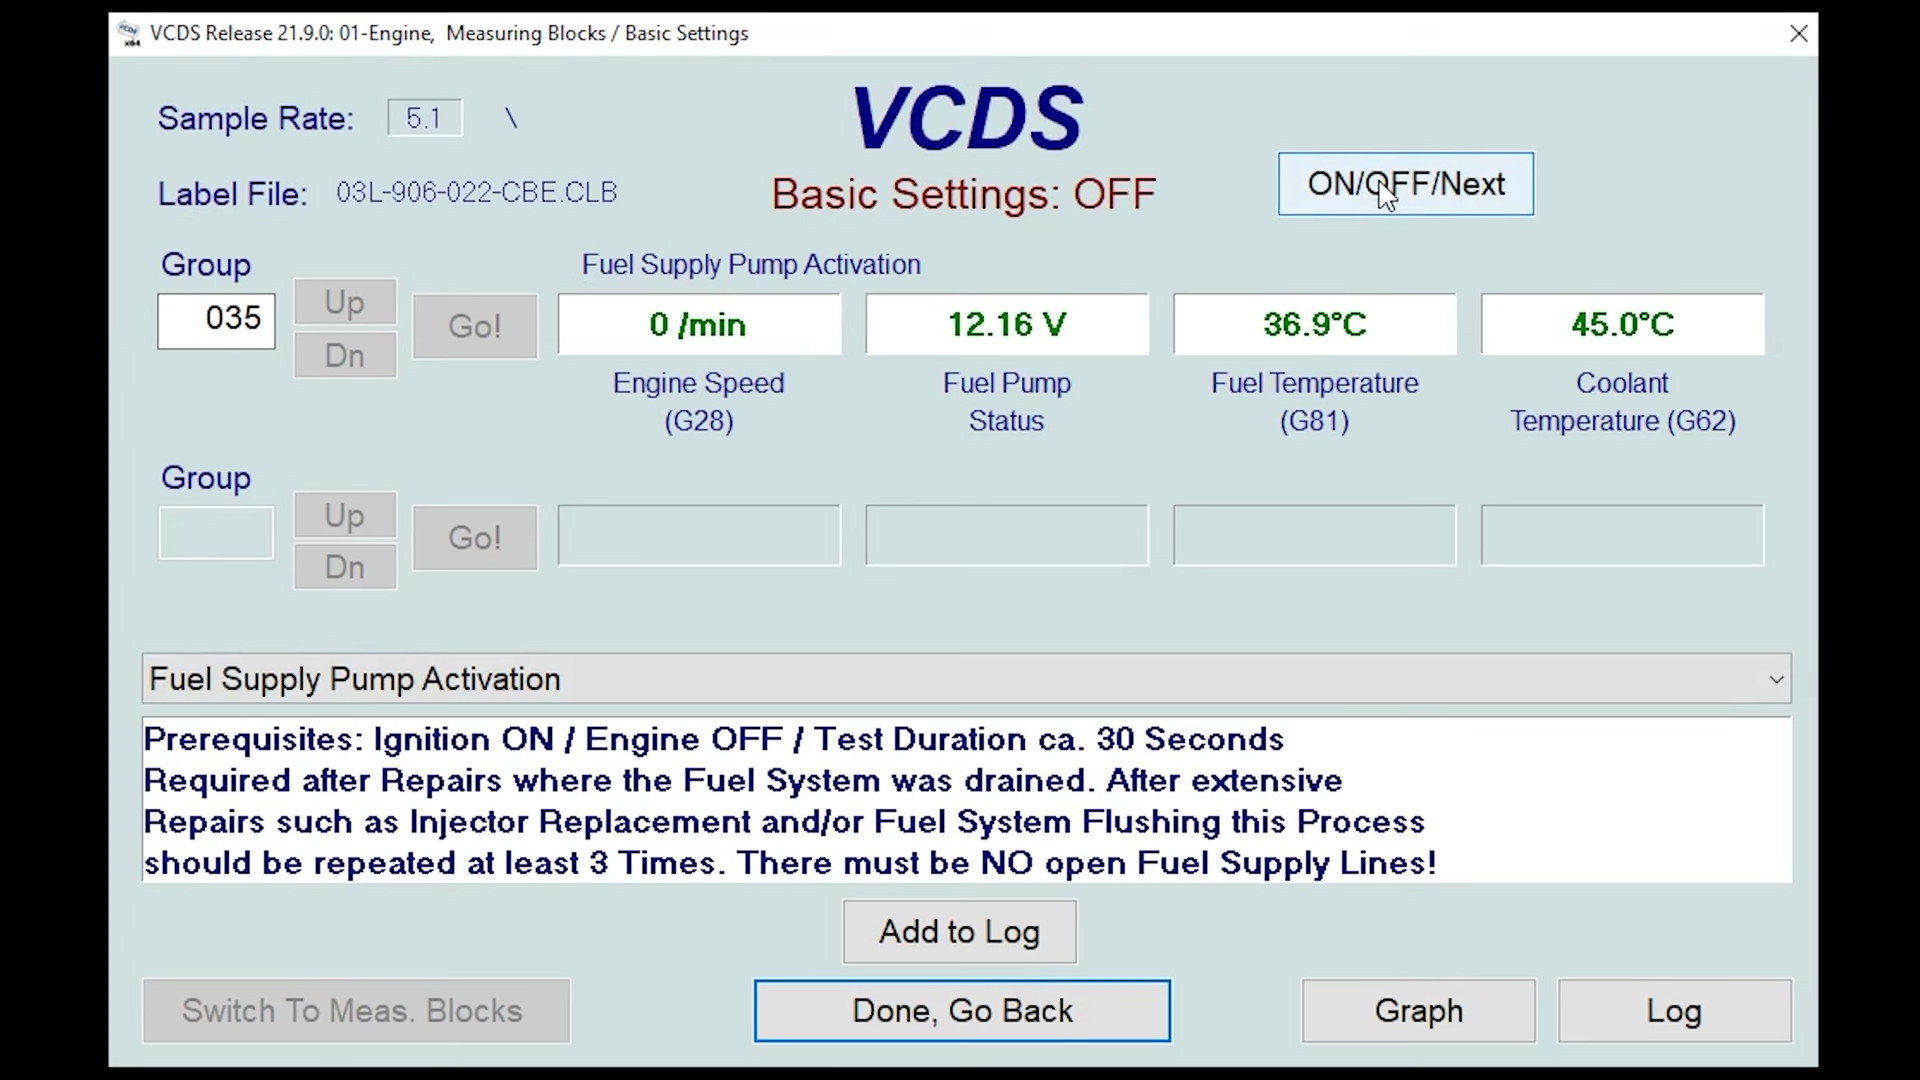 VCDS Release 21.9.0: 01-Engine, Measuring Blocks / Basic Settings
Sample Rate: 5.1 \
VCDS
Label File: 03L-906-022-CBE.CLB
Basic Settings: OFF
ON/OFF/Next
Group
Fuel Supply Pump Activation
035
Up
Dn
Go!
0 /min
12.16 V
36.9°C
45.0°C
Engine Speed
(G28)
Fuel Pump
Status
Fuel Temperature
(G81)
Coolant
Temperature (G62)
Group
Up
Dn
Go!
Fuel Supply Pump Activation
Prerequisites: Ignition ON / Engine OFF / Test Duration ca. 30 Seconds
Required after Repairs where the Fuel System was drained. After extensive
Repairs such as Injector Replacement and/or Fuel System Flushing this Process
should be repeated at least 3 Times. There must be NO open Fuel Supply Lines!
Add to Log
Switch To Meas. Blocks
Done, Go Back
Graph
Log